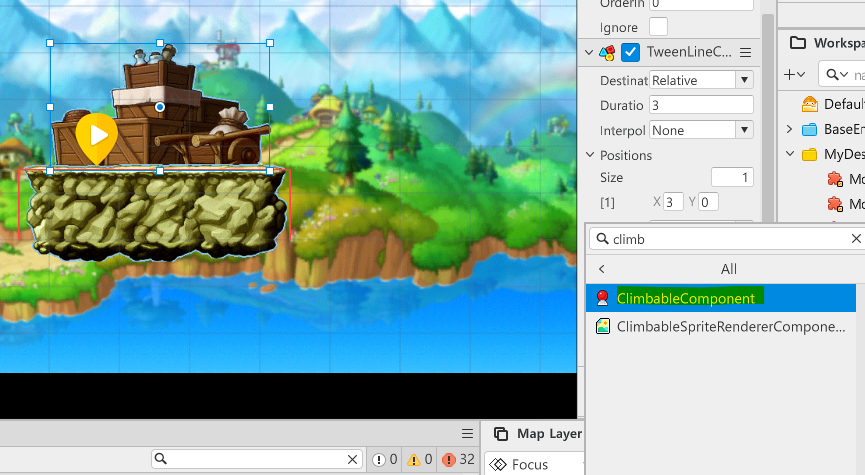 OrderIn 0
Ignore
TweenLineC...
Destinat Relative
Duratio 3
Interpol None
Positions
Size 1
[1] X 3 Y 0
Workspa
na
Defaul
BaseEn
MyDes
Mo
Mo
climb
All
ClimbableComponent
ClimbableSpriteRendererCompone...
0 0 32
Map Layer
Focus